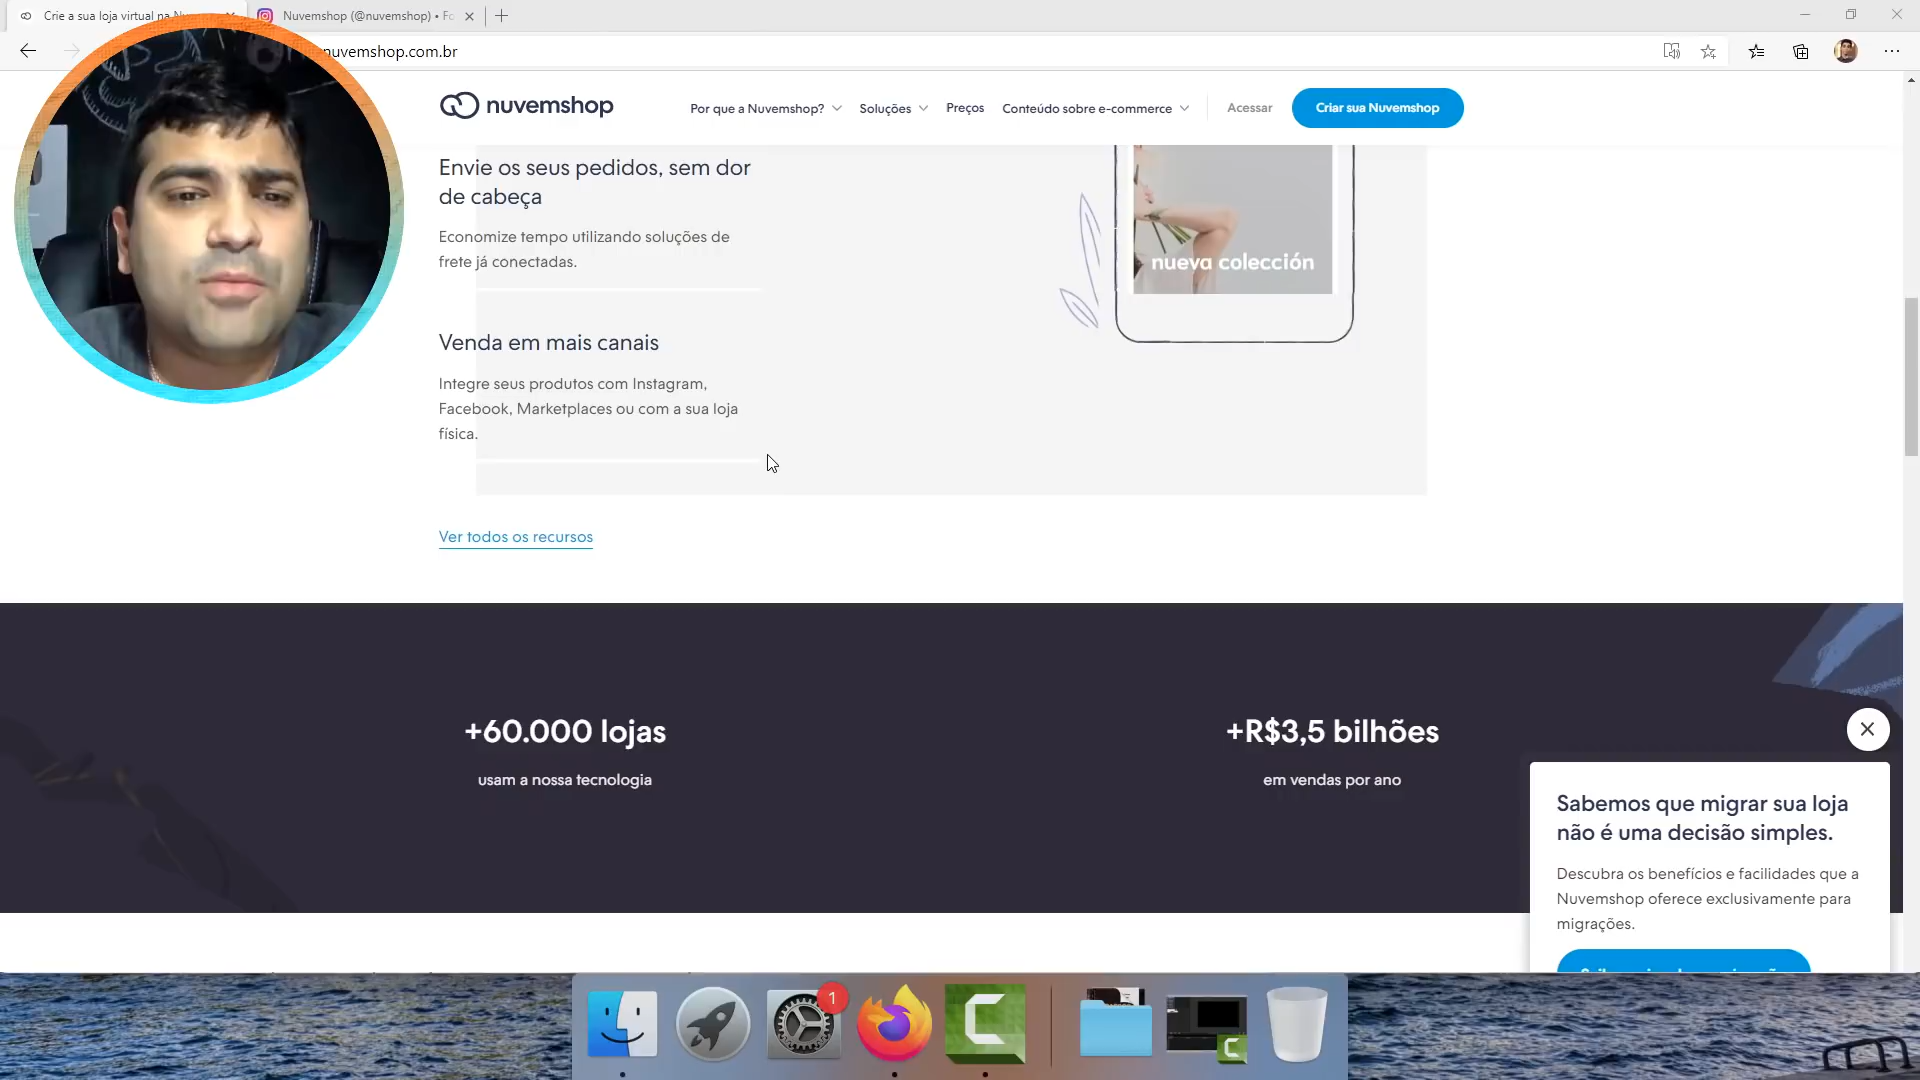 Crie a sua loja virtual na
Nuvemshop (@nuvemshop) • Fo
nuvemshop.com.br
nuvemshop
Por que a Nuvemshop?
Soluções
Preços
Conteúdo sobre e-commerce
Acessar
Criar sua Nuvemshop
Envie os seus pedidos, sem dor
de cabeça
Economize tempo utilizando soluções de
frete já conectadas.
nueva colección
Venda em mais canais
Integre seus produtos com Instagram,
Facebook, Marketplaces ou com a sua loja
física.
Ver todos os recursos
+60.000 lojas
usam a nossa tecnologia
+R$3,5 bilhões
em vendas por ano
Sabemos que migrar sua loja
não é uma decisão simples.
Descubra os benefícios e facilidades que a
Nuvemshop oferece exclusivamente para
migrações.
1